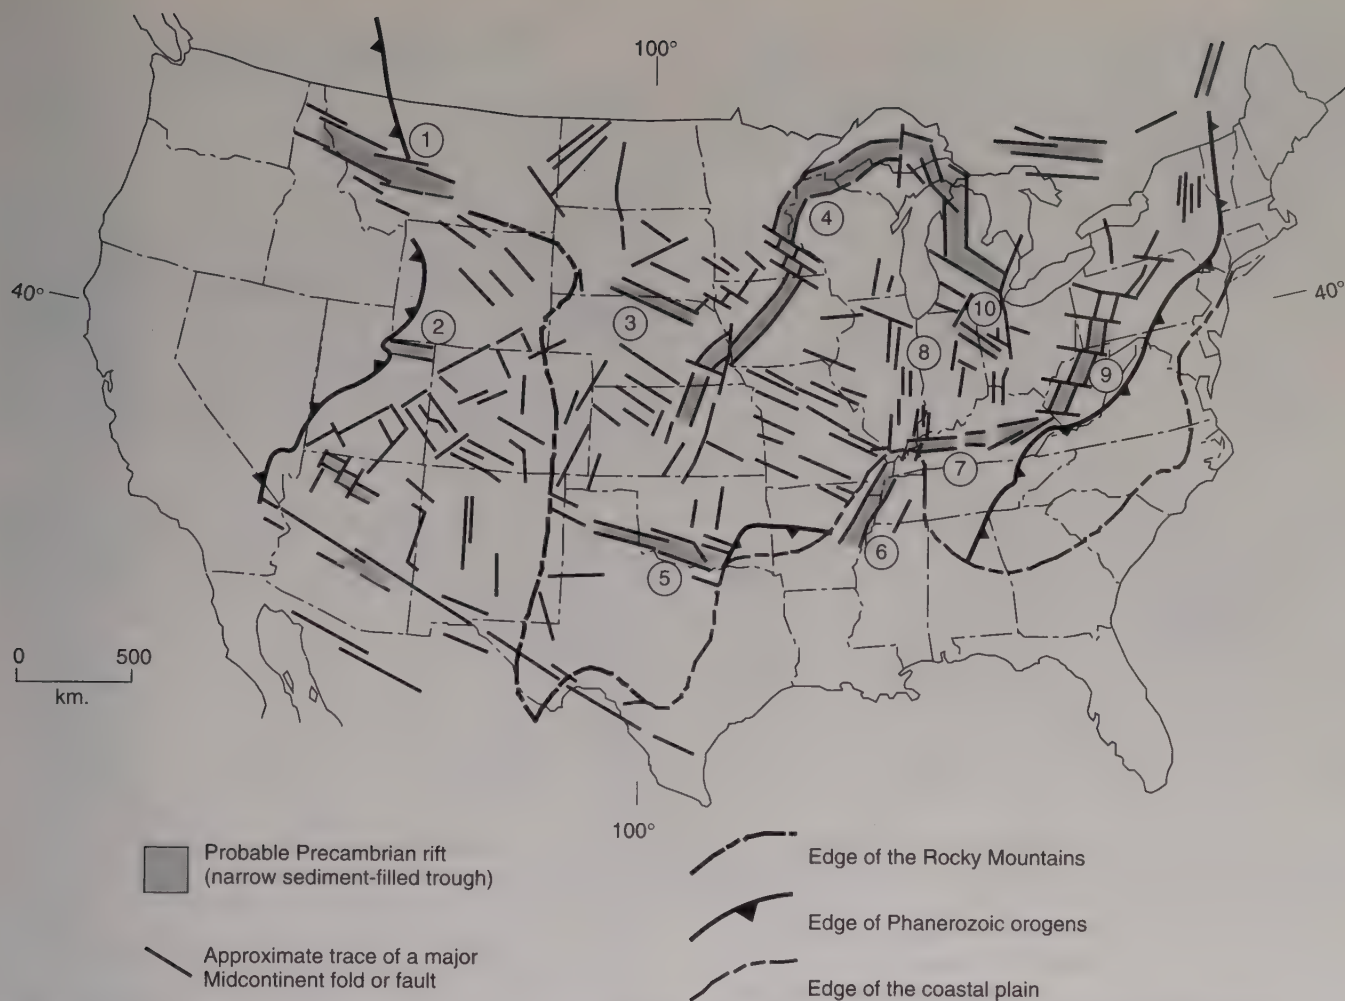 100°
1
4
40°
40°
3
2
10
8
9
7
6
5
0 500
km.
100°
Probable Precambrian rift
(narrow sediment-filled trough)
Approximate trace of a major
Midcontinent fold or fault
Edge of the Rocky Mountains
Edge of Phanerozoic orogens
Edge of the coastal plain